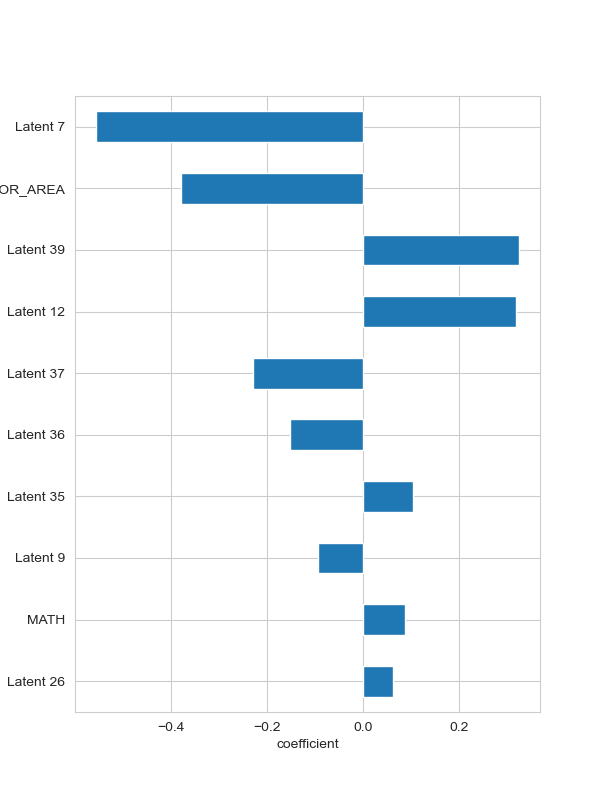 Latent 7
OR_AREA
Latent 39
Latent 12
Latent 37
Latent 36
Latent 35
Latent 9
MATH
Latent 26
−0.4 −0.2 0.0 0.2
coefficient